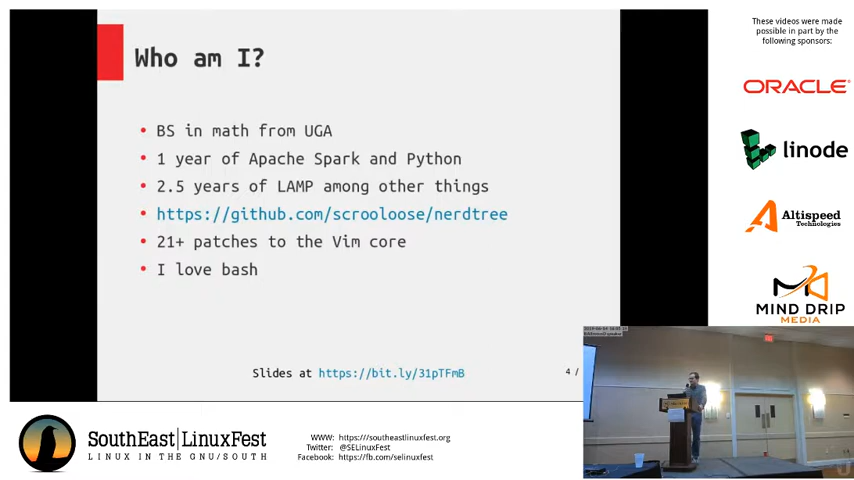 Who am I?
• BS in math from UGA
• 1 year of Apache Spark and Python
• 2.5 years of LAMP among other things
• https://github.com/scrooloose/nerdtree
• 21+ patches to the Vim core
• I love bash
Slides at https://bit.ly/31pTFmB
4 /
These videos were made
possible in part by the
following sponsors:
ORACLE®
linode
Altispeed
Technologies
MIND DRIP
MEDIA
SouthEast|LinuxFest
LINUX IN THE GNU/SOUTH
WWW: https:///southeastlinuxfest.org
Twitter: @SELinuxFest
Facebook: https://fb.com/selinuxfest